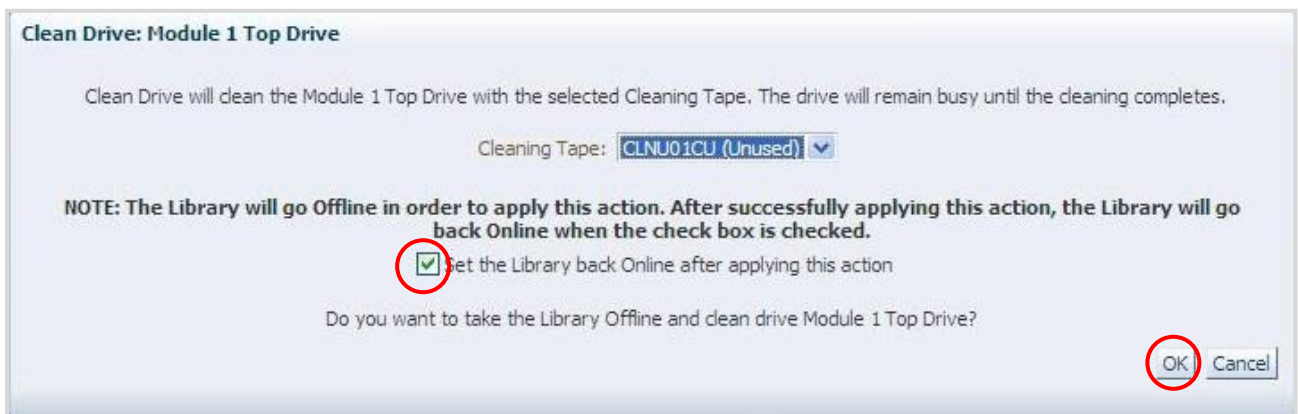 Clean Drive: Module 1 Top Drive
Clean Drive will clean the Module 1 Top Drive with the selected Cleaning Tape. The drive will remain busy until the cleaning completes.
Cleaning Tape: CLNU01CU (Unused)
NOTE: The Library will go Offline in order to apply this action. After successfully applying this action, the Library will go
back Online when the check box is checked.
Set the Library back Online after applying this action
Do you want to take the Library Offline and clean drive Module 1 Top Drive?
OK Cancel